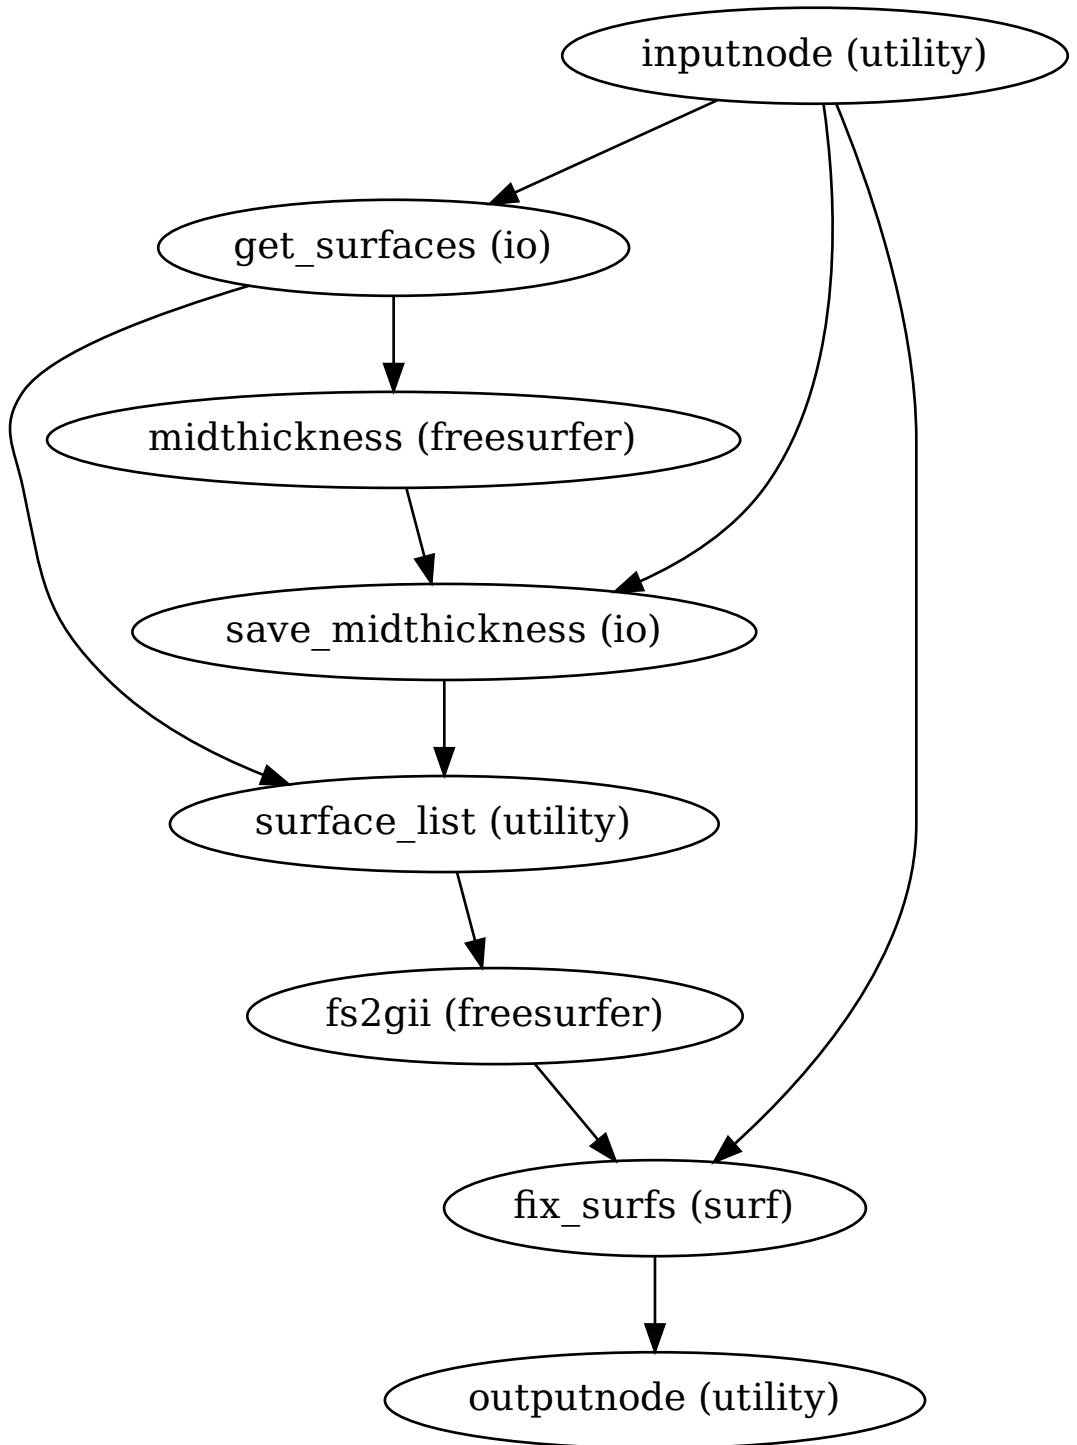 inputnode (utility)
get_surfaces (io)
midthickness (freesurfer)
save_midthickness (io)
surface_list (utility)
fs2gii (freesurfer)
fix_surfs (surf)
outputnode (utility)